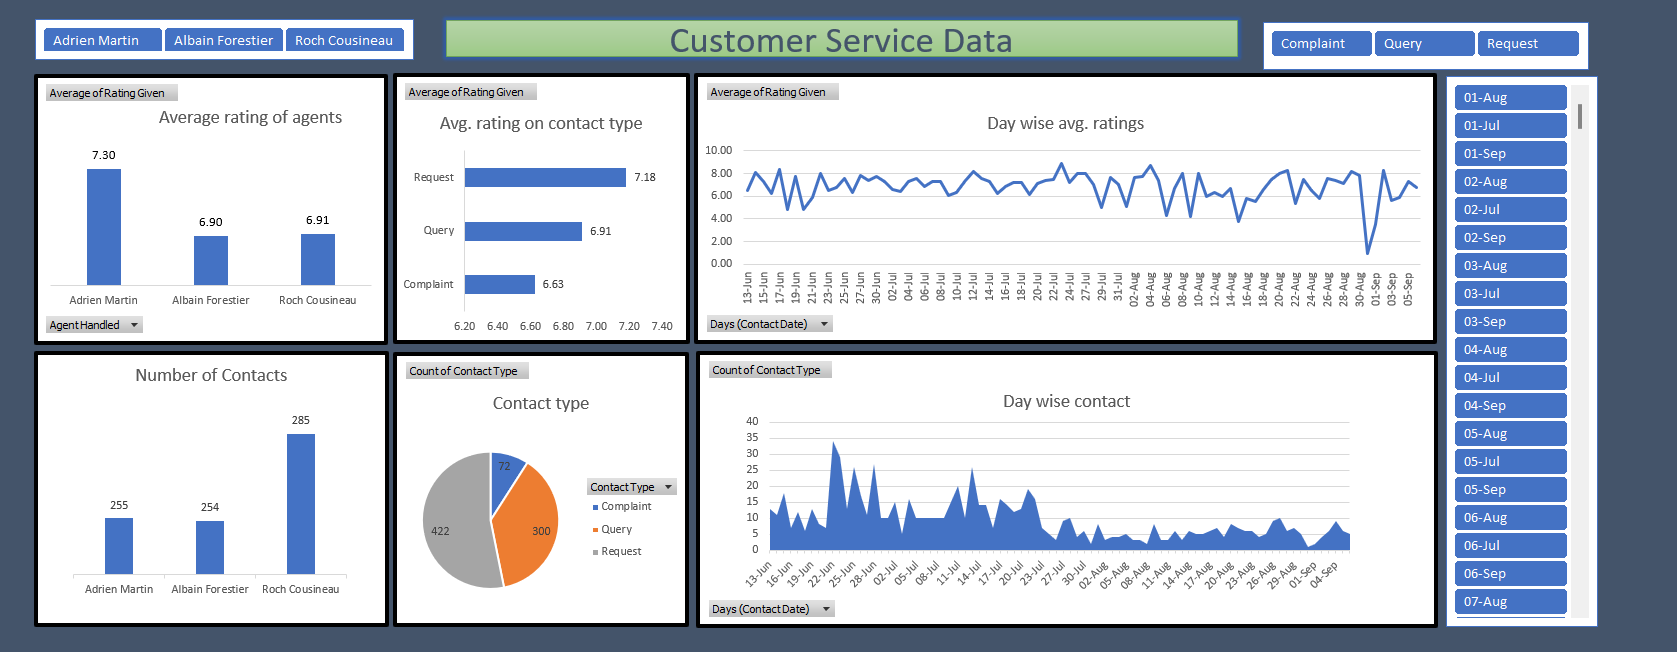 Adrien Martin
Albain Forestier
Roch Cousineau
Customer Service Data
Complaint
Query
Request
Average of Rating Given
Average rating of agents
7.30
6.90
6.91
Adrien Martin
Albain Forestier
Roch Cousineau
Agent Handled
Average of Rating Given
Avg. rating on contact type
Request
7.18
Query
6.91
Complaint
6.63
6.20 6.40 6.60 6.80 7.00 7.20 7.40
Average of Rating Given
Day wise avg. ratings
10.00
8.00
6.00
4.00
2.00
0.00
13-Jun 15-Jun 17-Jun 19-Jun 21-Jun 23-Jun 25-Jun 27-Jun 30-Jun 02-Jul 04-Jul 06-Jul 08-Jul 10-Jul 12-Jul 14-Jul 16-Jul 18-Jul 20-Jul 22-Jul 24-Jul 27-Jul 29-Jul 31-Jul 02-Aug 04-Aug 06-Aug 08-Aug 10-Aug 12-Aug 14-Aug 16-Aug 18-Aug 20-Aug 22-Aug 24-Aug 26-Aug 28-Aug 30-Aug 01-Sep 03-Sep 05-Sep
Days (Contact Date)
01-Aug
01-Jul
01-Sep
02-Aug
02-Jul
02-Sep
03-Aug
03-Jul
03-Sep
04-Aug
04-Jul
04-Sep
05-Aug
05-Jul
05-Sep
06-Aug
06-Jul
06-Sep
07-Aug
Number of Contacts
255
254
285
Adrien Martin
Albain Forestier
Roch Cousineau
Count of Contact Type
Contact type
72
300
422
Contact Type
Complaint
Query
Request
Count of Contact Type
Day wise contact
40
35
30
25
20
15
10
5
0
13-Jun 16-Jun 19-Jun 22-Jun 25-Jun 28-Jun 02-Jul 05-Jul 08-Jul 11-Jul 14-Jul 17-Jul 20-Jul 23-Jul 27-Jul 30-Jul 02-Aug 05-Aug 08-Aug 11-Aug 14-Aug 17-Aug 20-Aug 23-Aug 26-Aug 29-Aug 01-Sep 04-Sep
Days (Contact Date)